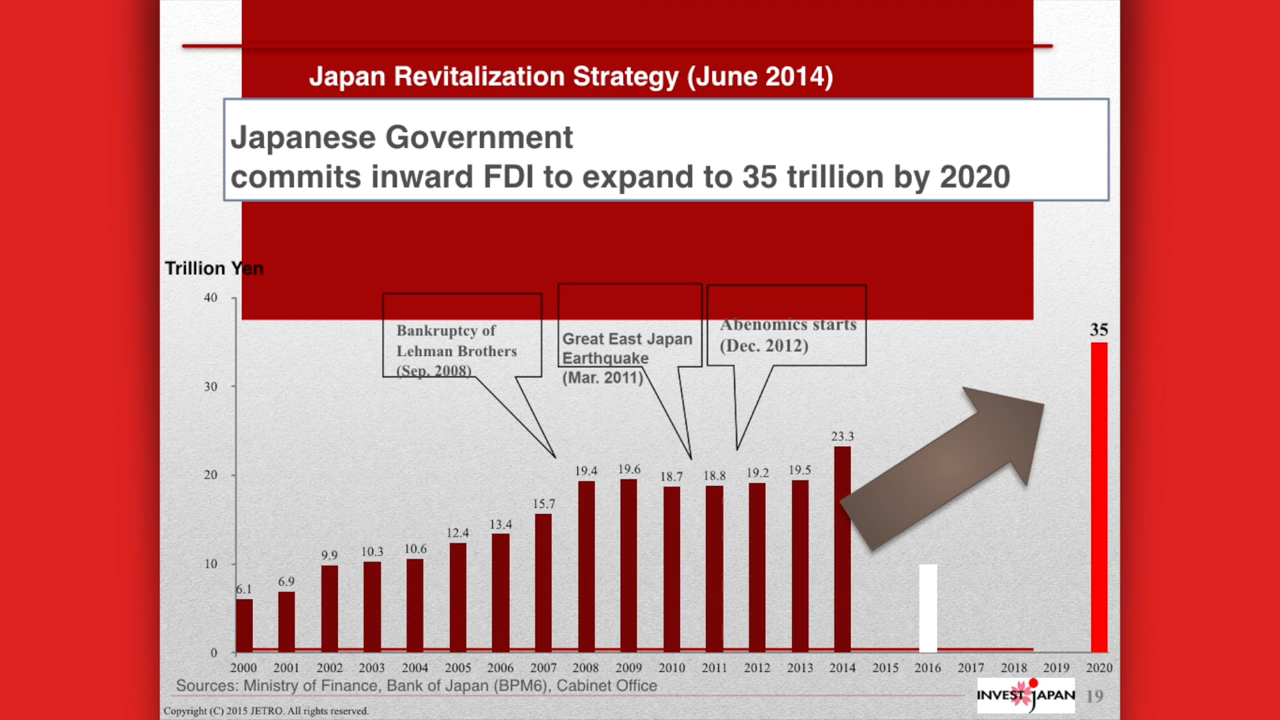 Japan Revitalization Strategy (June 2014)
Japanese Government
commits inward FDI to expand to 35 trillion by 2020
Trillion Yen
40
30
20
10
0
Bankruptcy of
Lehman Brothers
(Sep. 2008)
Great East Japan
Earthquake
(Mar. 2011)
Abenomics starts
(Dec. 2012)
6.1
6.9
9.9
10.3
10.6
12.4
13.4
15.7
19.4
19.6
18.7
18.8
19.2
19.5
23.3
35
2000 2001 2002 2003 2004 2005 2006 2007 2008 2009 2010 2011 2012 2013 2014 2015 2016 2017 2018 2019 2020
Sources: Ministry of Finance, Bank of Japan (BPM6), Cabinet Office
INVEST JAPAN
19
Copyright (C) 2015 JETRO. All rights reserved.